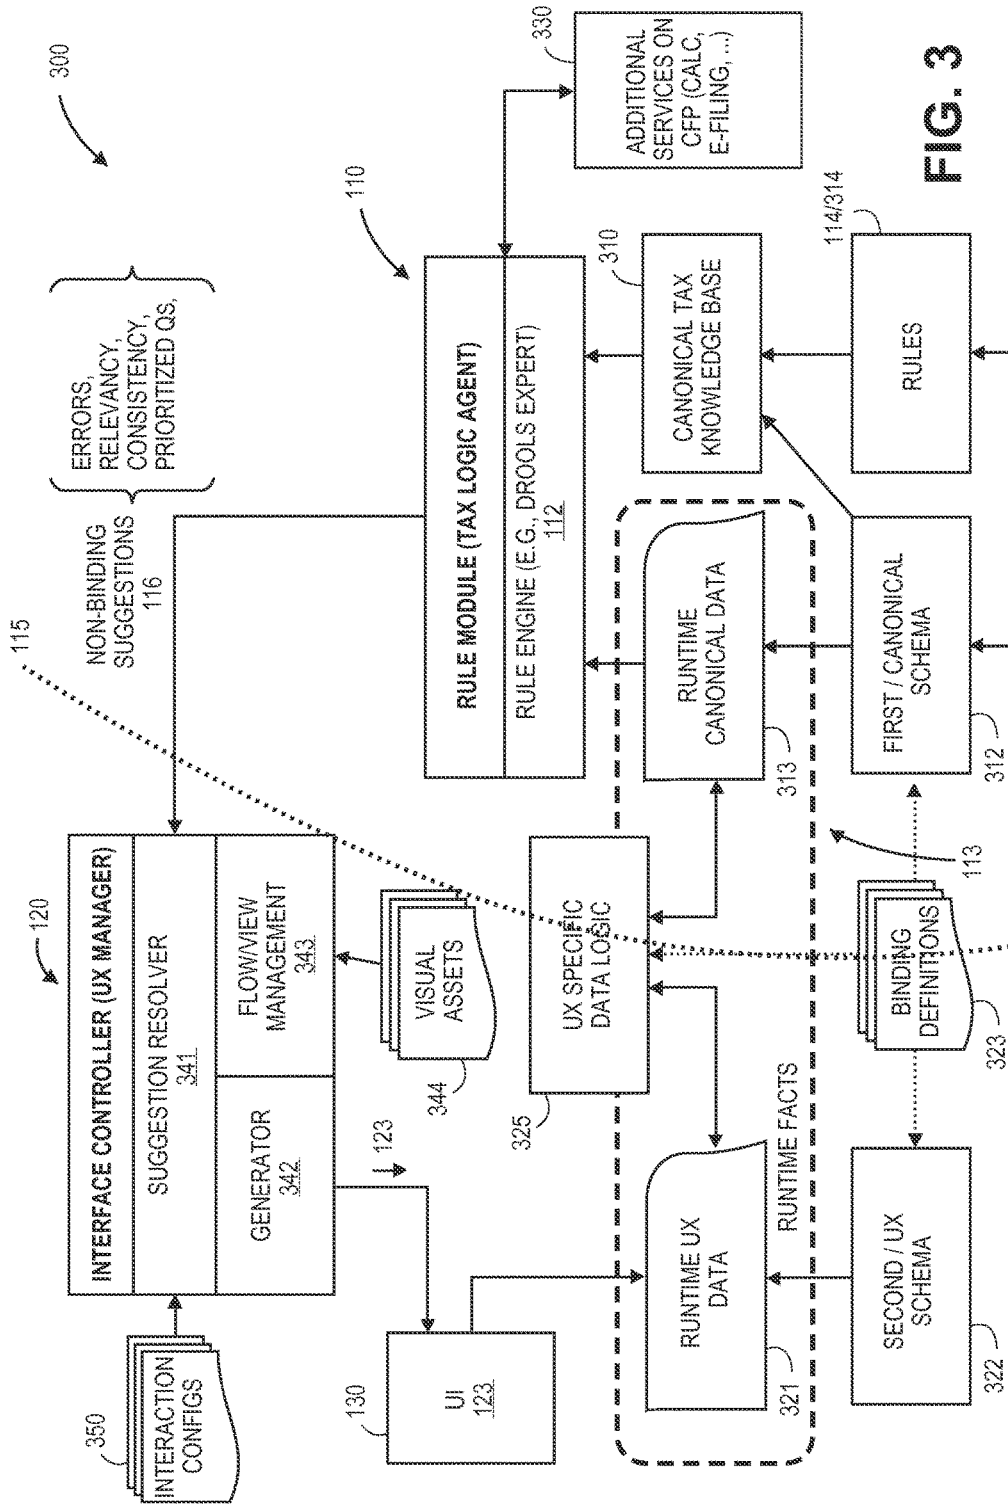 300
ERRORS,
RELEVANCY,
CONSISTENCY,
PRIORITIZED QS,
NON-BINDING
SUGGESTIONS
116
115
120
INTERFACE CONTROLLER (UX MANAGER)
SUGGESTION RESOLVER
341
GENERATOR
342
FLOW/VIEW
MANAGEMENT
343
350
INTERACTION
CONFIGS
123
VISUAL
ASSETS
344
130
UI
123
110
RULE MODULE (TAX LOGIC AGENT)
RULE ENGINE (E.G., DROOLS EXPERT)
112
330
ADDITIONAL
SERVICES ON
CFP (CALC,
E-FILING, ...)
325
UX SPECIFIC
DATA LOGIC
RUNTIME UX
DATA
321
RUNTIME FACTS
RUNTIME
CANONICAL DATA
313
310
CANONICAL TAX
KNOWLEDGE BASE
113
SECOND / UX
SCHEMA
322
BINDING
DEFINITIONS
323
FIRST / CANONICAL
SCHEMA
312
RULES
114/314
FIG. 3